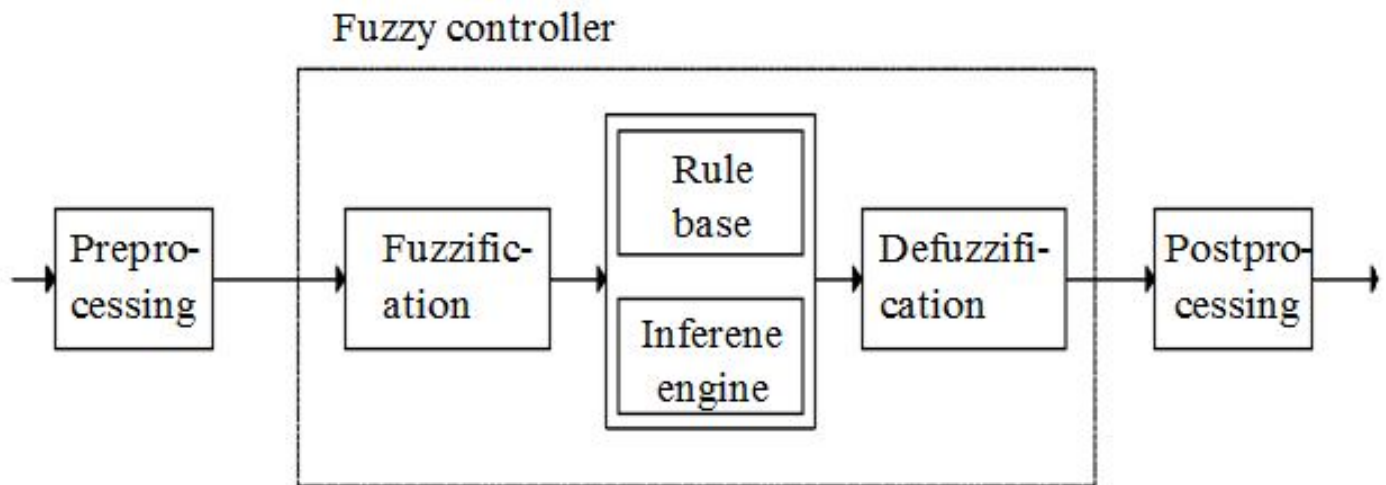 Fuzzy controller
Prepro-
cessing
Fuzzific-
ation
Rule
base
Inferene
engine
Defuzzifi-
cation
Postpro-
cessing